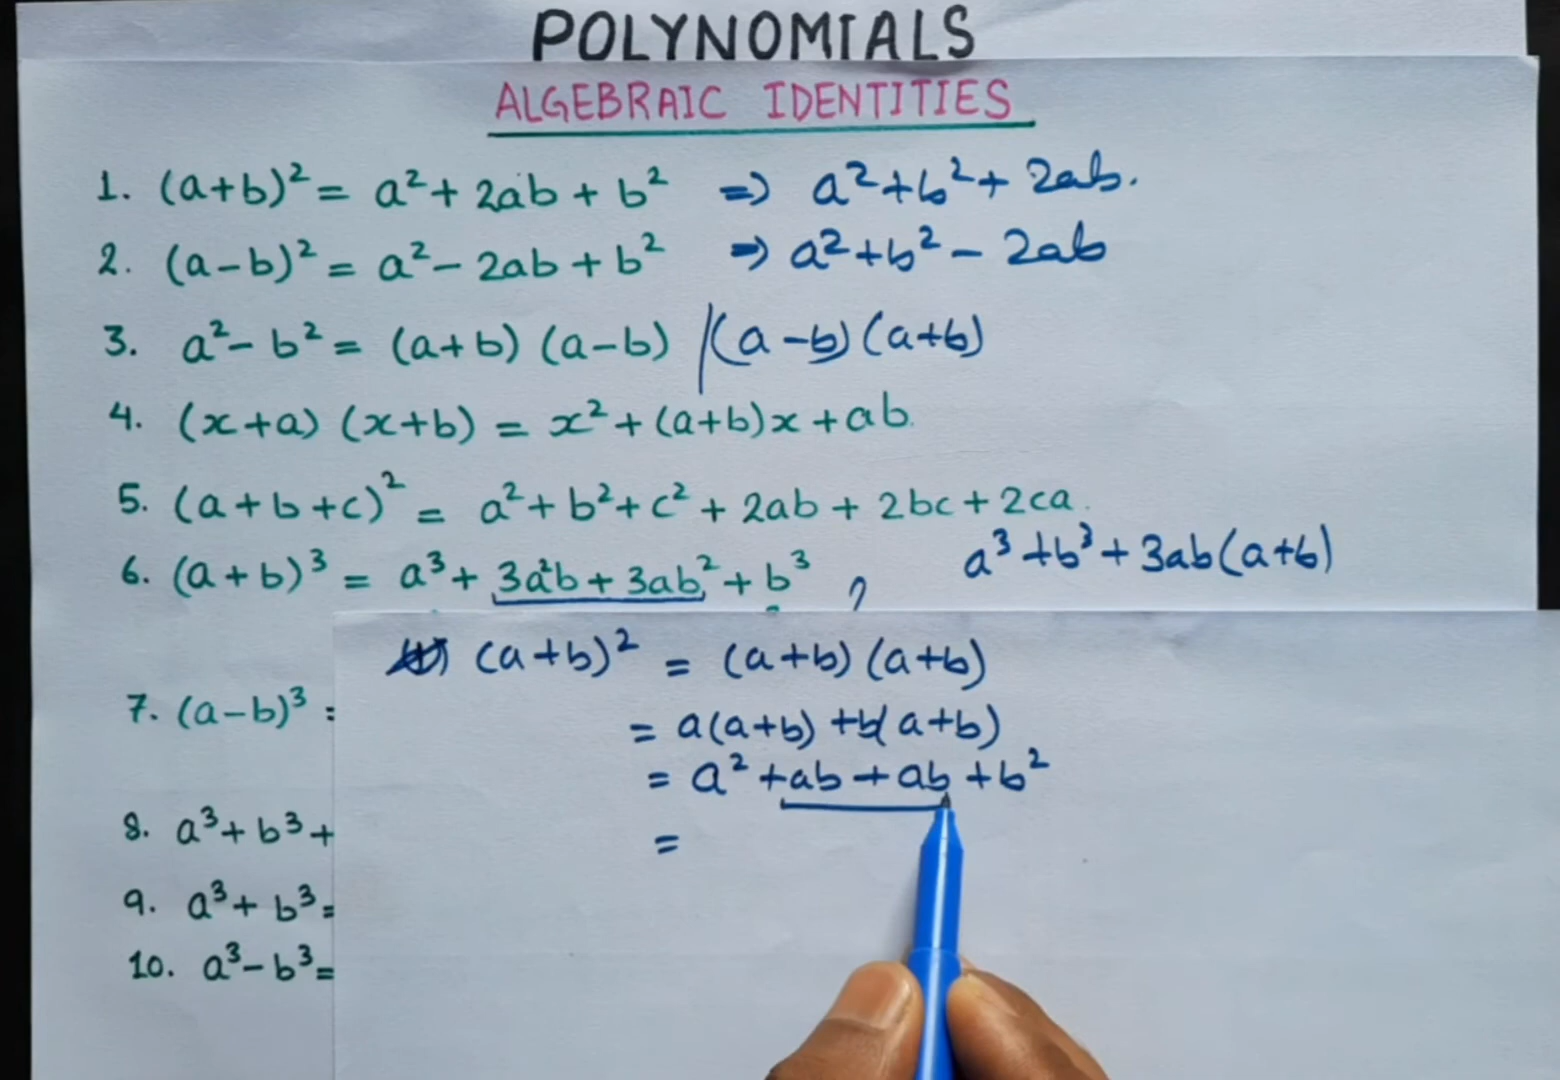 POLYNOMIALS
ALGEBRAIC IDENTITIES
1. (a+b)² = a² + 2ab + b² ⇒ a²+b²+ 2ab.
2. (a-b)² = a² - 2ab + b² ⇒ a²+b² - 2ab
3. a² - b² = (a+b) (a-b) / (a-b) (a+b)
4. (x+a) (x+b) = x² + (a+b)x + ab.
5. (a+b+c)² = a² + b² + c² + 2ab + 2bc + 2ca.
6. (a+b)³ = a³ + 3a²b + 3ab² + b³ a³ + b³ + 3ab(a+b)
(a+b)² = (a+b) (a+b)
= a(a+b) +b(a+b)
= a² +ab + ab + b²
=
7. (a-b)³ =
8. a³ + b³ +
9. a³ + b³ =
10. a³ - b³ =